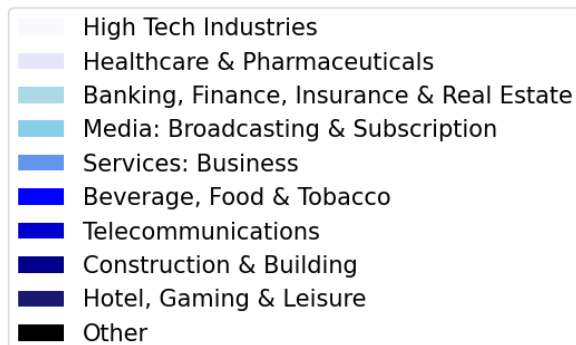 High Tech Industries
Healthcare & Pharmaceuticals
Banking, Finance, Insurance & Real Estate
Media: Broadcasting & Subscription
Services: Business
Beverage, Food & Tobacco
Telecommunications
Construction & Building
Hotel, Gaming & Leisure
Other